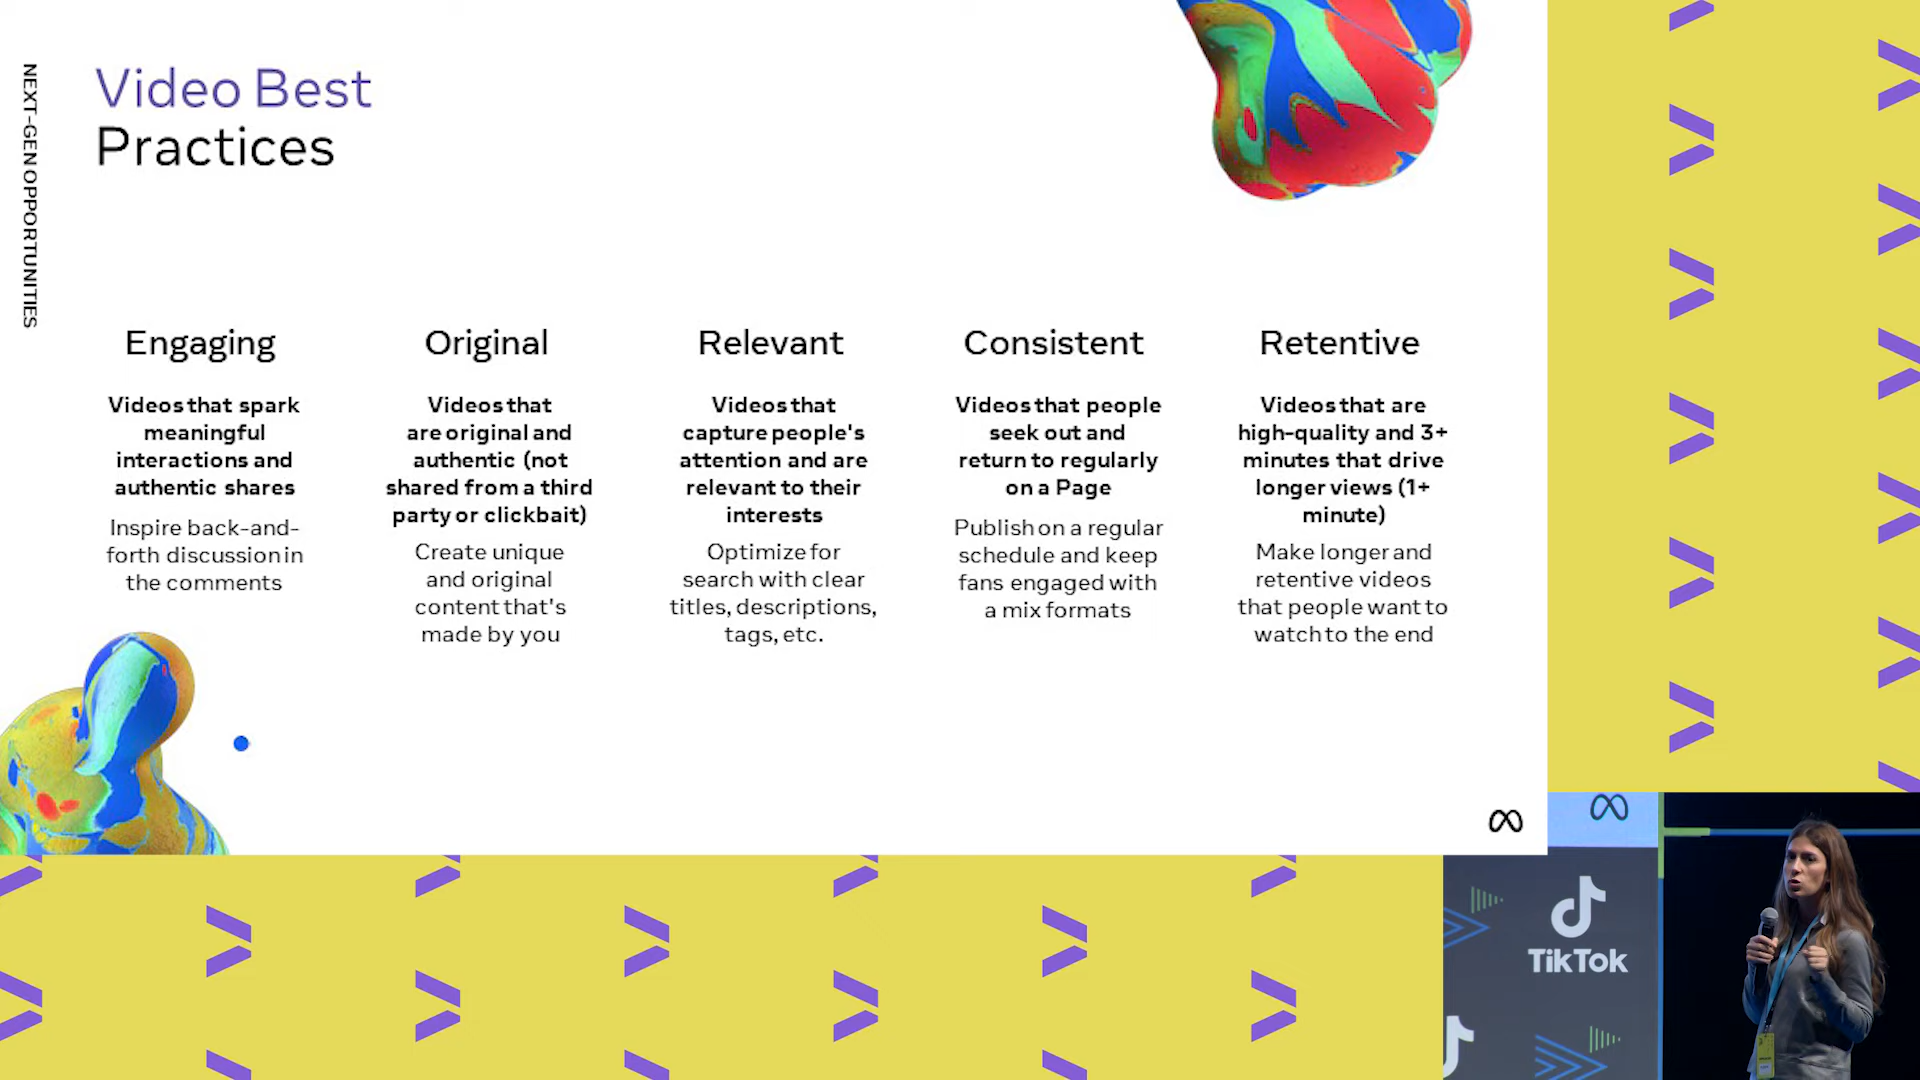 NEXT-GEN OPPORTUNITIES
Video Best
Practices
Engaging
Videos that spark
meaningful
interactions and
authentic shares
Inspire back-and-
forth discussion in
the comments
Original
Videos that
are original and
authentic (not
shared from a third
party or clickbait)
Create unique
and original
content that's
made by you
Relevant
Videos that
capture people's
attention and are
relevant to their
interests
Optimize for
search with clear
titles, descriptions,
tags, etc.
Consistent
Videos that people
seek out and
return to regularly
on a Page
Publish on a regular
schedule and keep
fans engaged with
a mix formats
Retentive
Videos that are
high-quality and 3+
minutes that drive
longer views (1+
minute)
Make longer and
retentive videos
that people want to
watch to the end
TikTok